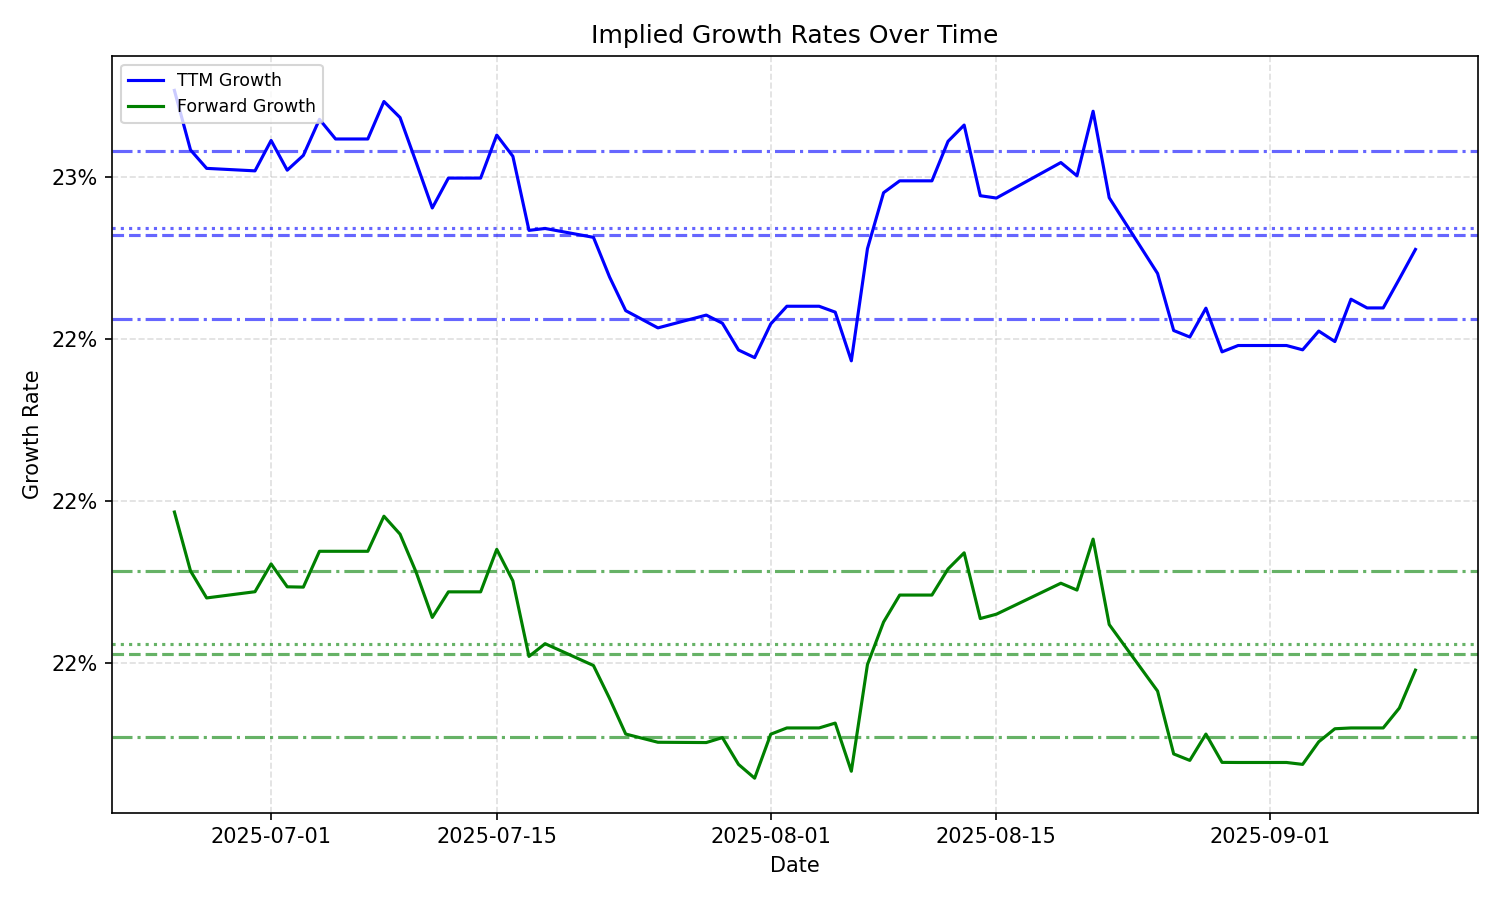 Implied Growth Rates Over Time
TTM Growth
Forward Growth
23%
22%
22%
22%
Growth Rate
2025-07-01
2025-07-15
2025-08-01
2025-08-15
2025-09-01
Date